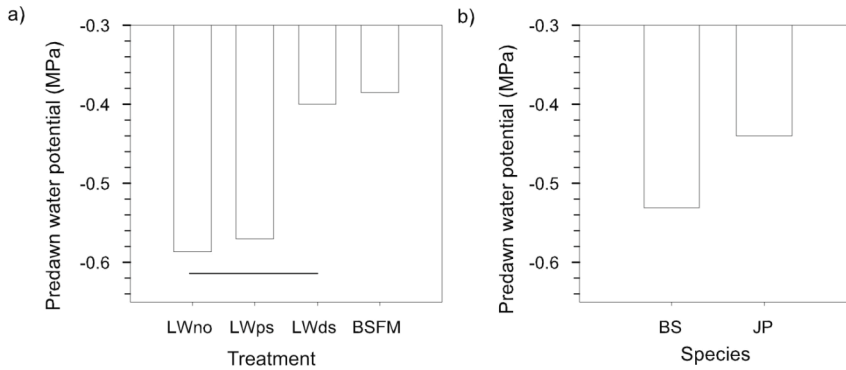 a)
Predawn water potential (MPa)
-0.3
-0.4
-0.5
-0.6
LWno LWps LWds BSFM
Treatment
b)
Predawn water potential (MPa)
-0.3
-0.4
-0.5
-0.6
BS JP
Species